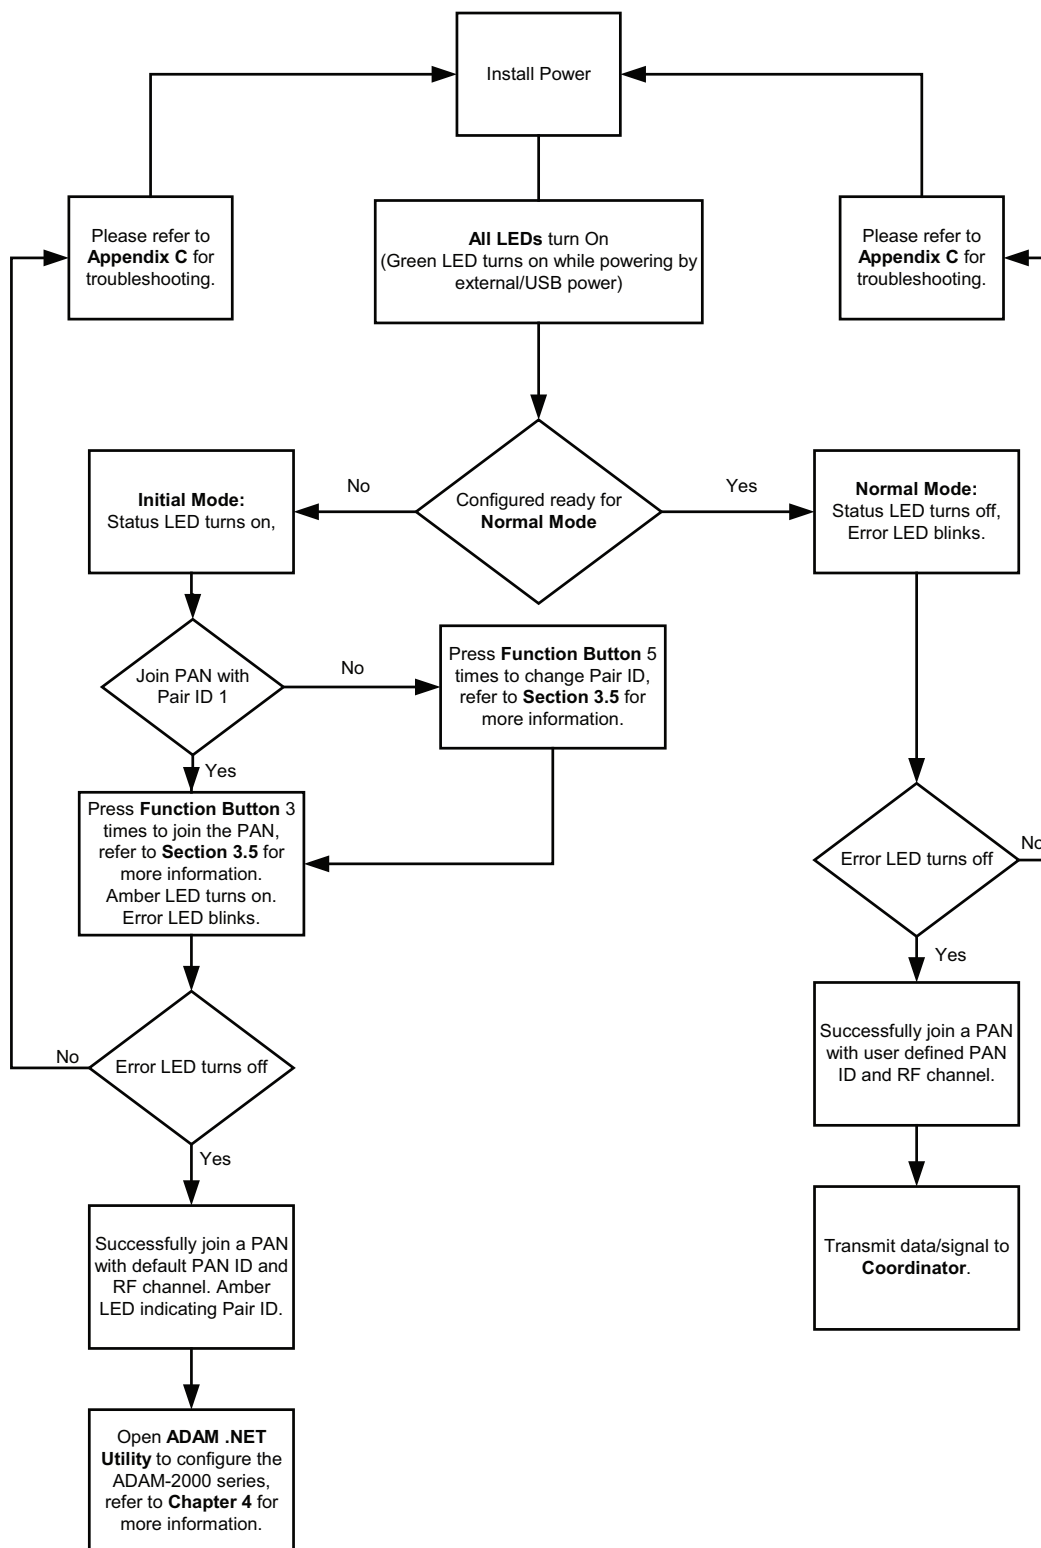 Install Power
Please refer to
Appendix C for
troubleshooting.
All LEDs turn On
(Green LED turns on while powering by
external/USB power)
Please refer to
Appendix C for
troubleshooting.
Initial Mode:
Status LED turns on,
No
Configured ready for
Normal Mode
Yes
Normal Mode:
Status LED turns off,
Error LED blinks.
Join PAN with
Pair ID 1
No
Press Function Button 5
times to change Pair ID,
refer to Section 3.5 for
more information.
Yes
Press Function Button 3
times to join the PAN,
refer to Section 3.5 for
more information.
Amber LED turns on.
Error LED blinks.
Error LED turns off
No
Yes
No
Error LED turns off
Yes
Successfully join a PAN
with user defined PAN
ID and RF channel.
Successfully join a PAN
with default PAN ID and
RF channel. Amber
LED indicating Pair ID.
Transmit data/signal to
Coordinator.
Open ADAM .NET
Utility to configure the
ADAM-2000 series,
refer to Chapter 4 for
more information.